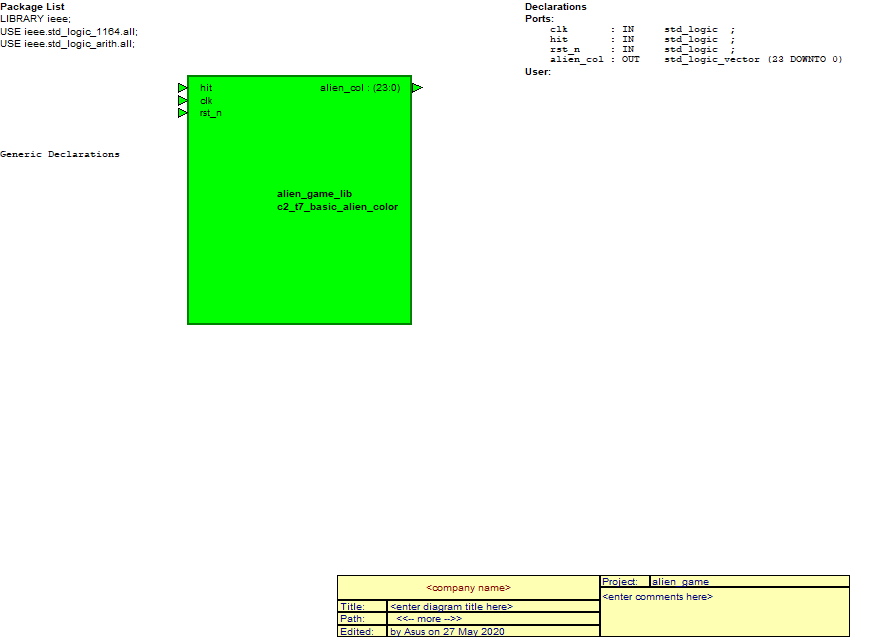 Package List
LIBRARY ieee;
USE ieee.std_logic_1164.all;
USE ieee.std_logic_arith.all;
Declarations
Ports:
clk : IN std_logic ;
hit : IN std_logic ;
rst_n : IN std_logic ;
alien_col : OUT std_logic_vector (23 DOWNTO 0)
User:
hit alien_col : (23:0)
clk
rst_n
Generic Declarations
alien_game_lib
c2_t7_basic_alien_color
<company name>
Title: <enter diagram title here>
Path: <<-- more -->>
Edited: by Asus on 27 May 2020
Project: alien_game
<enter comments here>